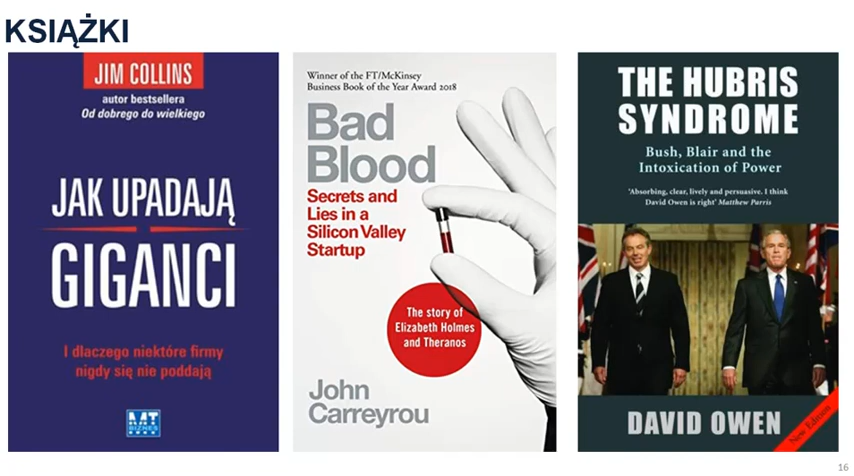 KSIĄŻKI
JIM COLLINS
autor bestsellera
Od dobrego do wielkiego
JAK UPADAJĄ
GIGANCI
I dlaczego niektóre firmy
nigdy się nie poddają
MT
BIZNES
Winner of the FT/McKinsey
Business Book of the Year Award 2018
Bad
Blood
Secrets and
Lies in a
Silicon Valley
Startup
The story of
Elizabeth Holmes
and Theranos
John
Carreyrou
THE HUBRIS
SYNDROME
Bush, Blair and the
Intoxication of Power
'Absorbing, clear, lively and persuasive. I think
David Owen is right' Matthew Parris
DAVID OWEN
New Edition
16